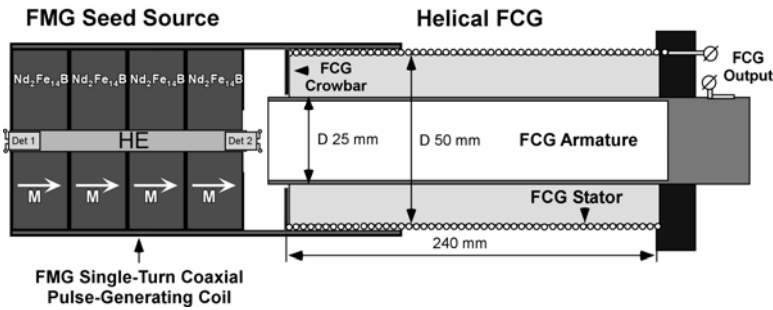 FMG Seed Source
Helical FCG
Nd₂Fe₁₄B Nd₂Fe₁₄B Nd₂Fe₁₄B Nd₂Fe₁₄B
FCG
Crowbar
FCG
Output
Det 1
HE
Det 2
D 25 mm
D 50 mm
FCG Armature
M M M M
FCG Stator
240 mm
FMG Single-Turn Coaxial
Pulse-Generating Coil